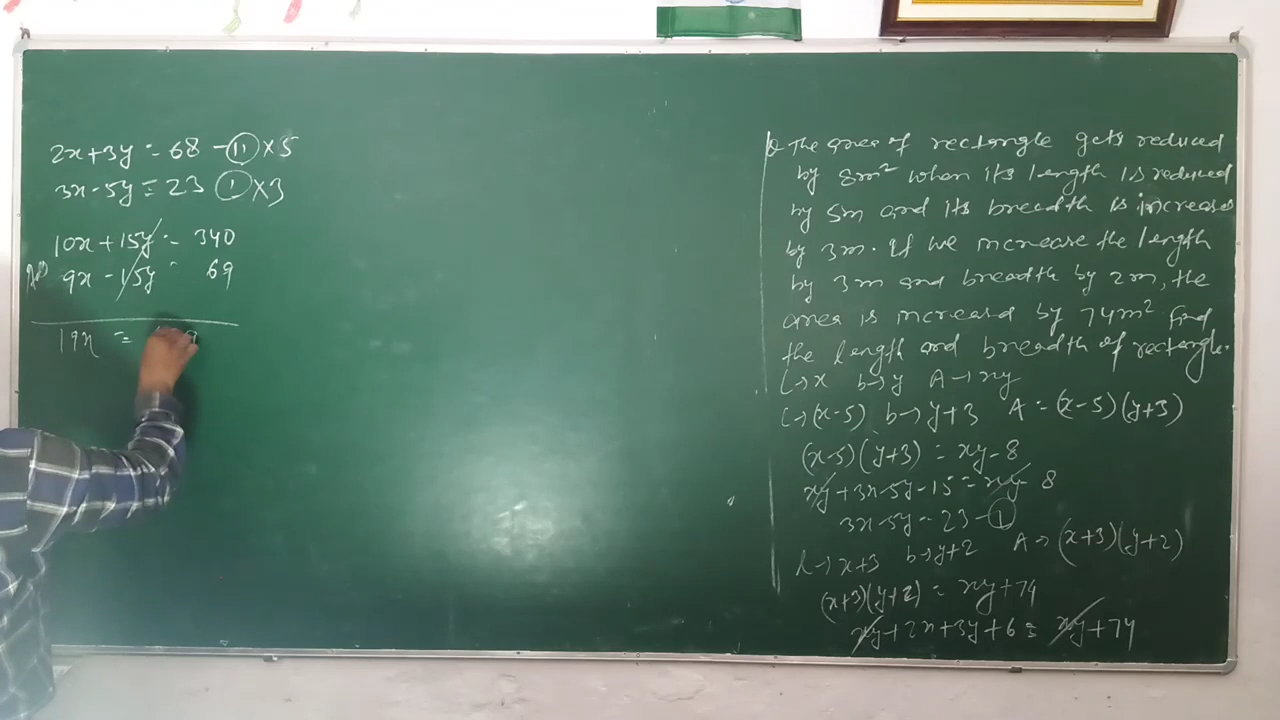 2x+3y = 68 - (11) ×5
3x-5y = 23 (1) ×3
10x + 15y = 340
9x - 15y = 69
19x =
Q The area of rectangle gets reduced
by 8m² when its length is reduced
by 5m and its breadth is increased
by 3m. If we increase the length
by 3m and breadth by 2m, the
area is increased by 74m² find
the length and breadth of rectangle.
l→x b→y A→xy
l→(x-5) b→y+3 A=(x-5)(y+3)
(x-5)(y+3) = xy-8
xy+3x-5y-15 = xy-8
3x-5y = 23 - (1)
l→x+3 b→y+2 A→(x+3)(y+2)
(x+3)(y+2) = xy+74
xy+2x+3y+6 = xy+74